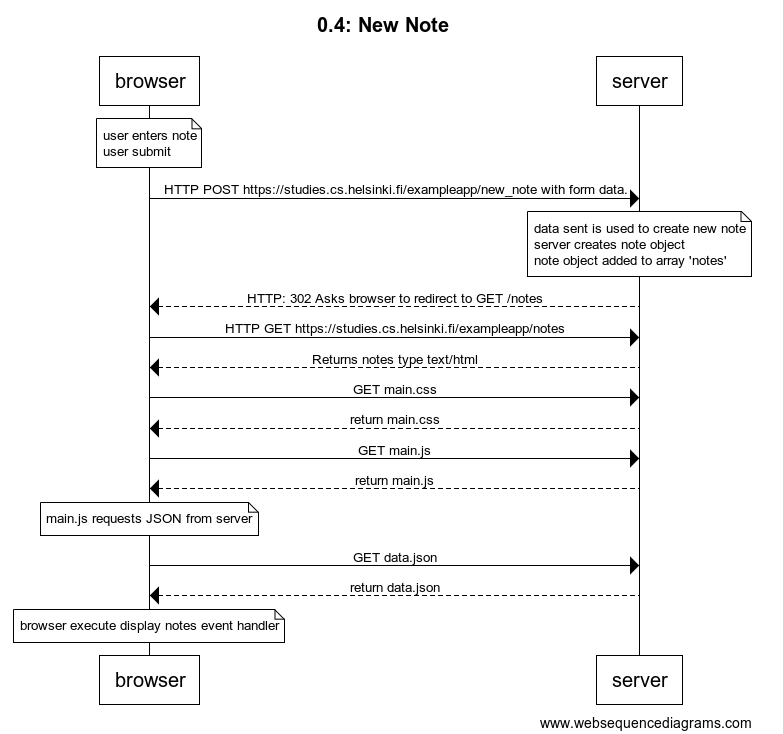 0.4: New Note
browser
server
user enters note
user submit
HTTP POST https://studies.cs.helsinki.fi/exampleapp/new_note with form data.
data sent is used to create new note
server creates note object
note object added to array 'notes'
HTTP: 302 Asks browser to redirect to GET /notes
HTTP GET https://studies.cs.helsinki.fi/exampleapp/notes
Returns notes type text/html
GET main.css
return main.css
GET main.js
return main.js
main.js requests JSON from server
GET data.json
return data.json
browser execute display notes event handler
browser
server
www.websequencediagrams.com